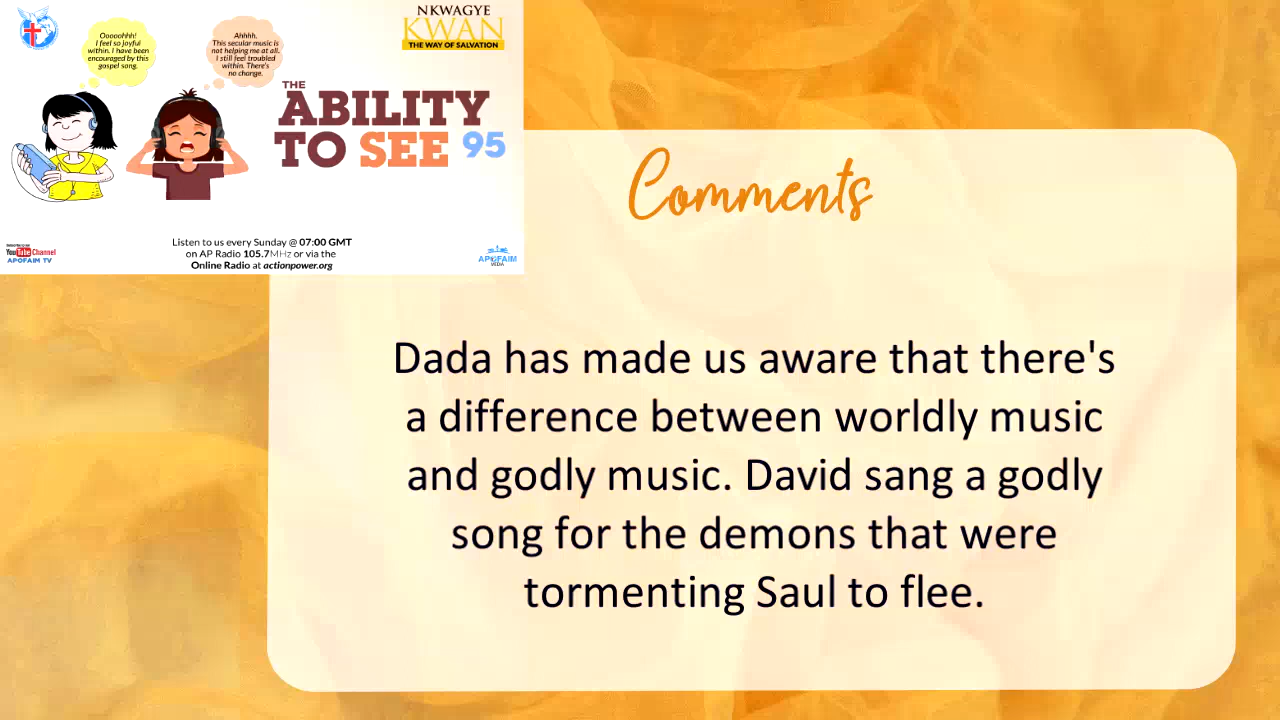 Ooooohhh!
I feel so joyful
within. I have been
encouraged by this
gospel song.
Ahhhh.
This secular music is
not helping me at all.
I still feel troubled
within. There's
no change.
NKWAGYE
KWAN
THE WAY OF SALVATION
THE
ABILITY
TO SEE 95
Listen to us every Sunday @ 07:00 GMT
on AP Radio 105.7MHz or via the
Online Radio at actionpower.org
YouTube Channel
APOFAIM TV
APOFAIM
MEDIA
Comments
Dada has made us aware that there's
a difference between worldly music
and godly music. David sang a godly
song for the demons that were
tormenting Saul to flee.